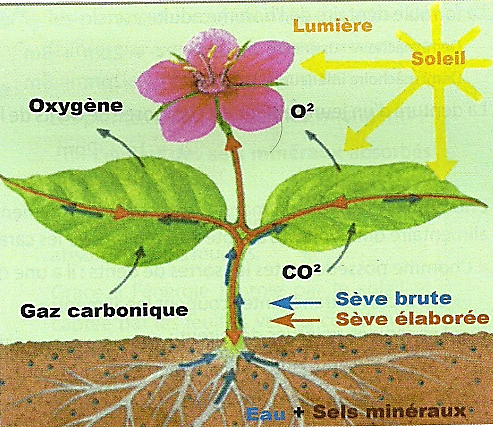 Lumière
Soleil
Oxygène
O²
CO²
Gaz carbonique
Sève brute
Sève élaborée
Eau + Sels minéraux